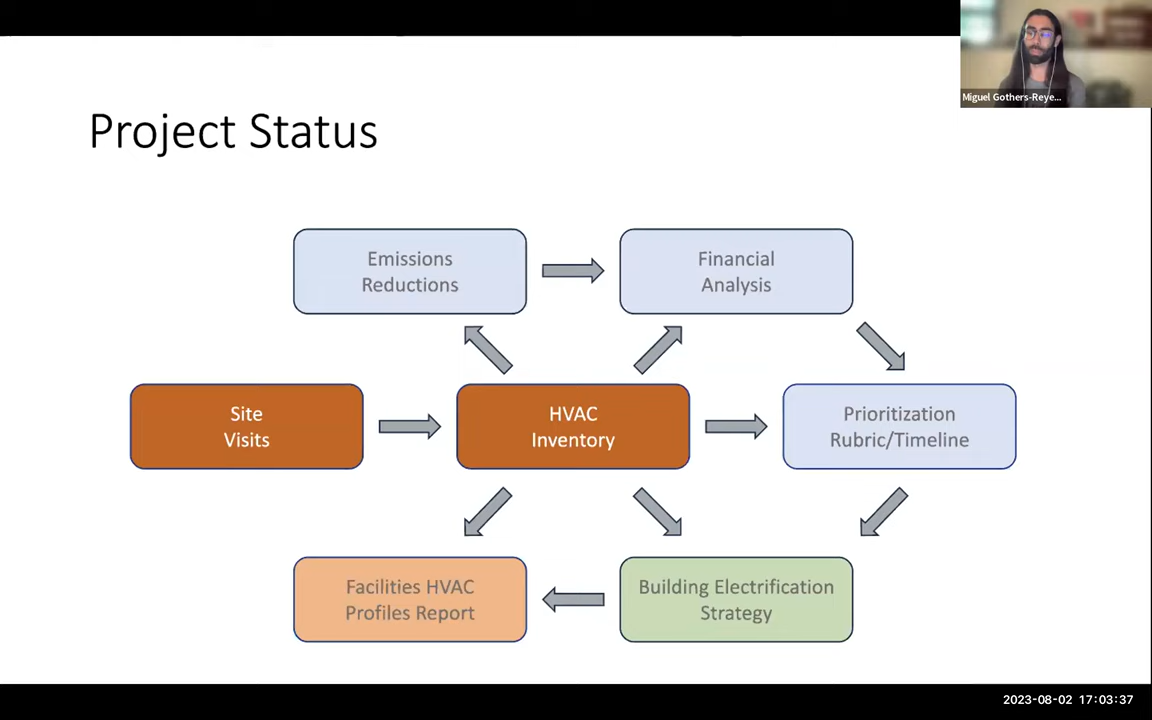 Miguel Gothers-Reye...
Project Status
Emissions
Reductions
Financial
Analysis
Site
Visits
HVAC
Inventory
Prioritization
Rubric/Timeline
Facilities HVAC
Profiles Report
Building Electrification
Strategy
2023-08-02 17:03:37